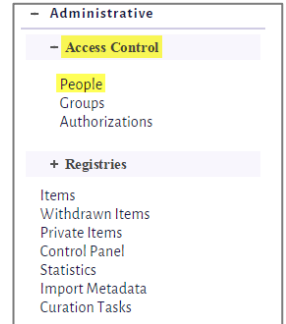 − Administrative
− Access Control
People
Groups
Authorizations
+ Registries
Items
Withdrawn Items
Private Items
Control Panel
Statistics
Import Metadata
Curation Tasks